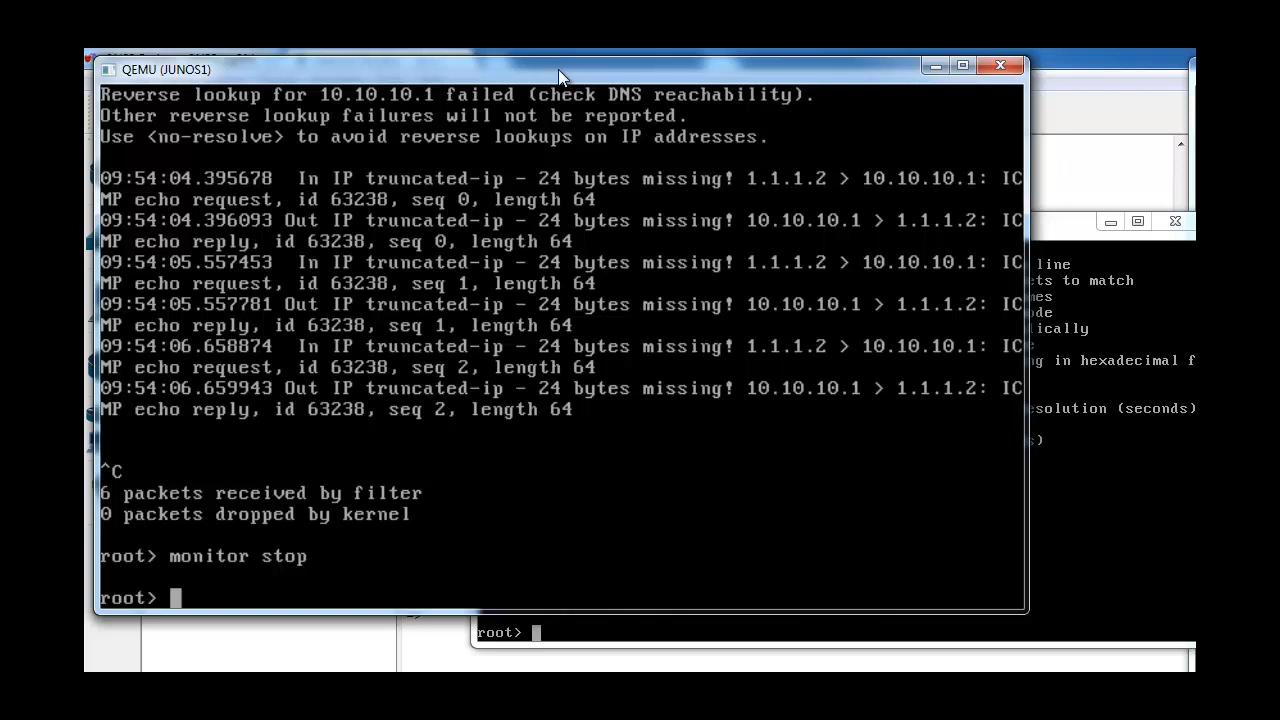 QEMU (JUNOS1)
Reverse lookup for 10.10.10.1 failed (check DNS reachability).
Other reverse lookup failures will not be reported.
Use <no-resolve> to avoid reverse lookups on IP addresses.
09:54:04.395678  In IP truncated-ip - 24 bytes missing! 1.1.1.2 > 10.10.10.1: IC
MP echo request, id 63238, seq 0, length 64
09:54:04.396093 Out IP truncated-ip - 24 bytes missing! 10.10.10.1 > 1.1.1.2: IC
MP echo reply, id 63238, seq 0, length 64
09:54:05.557453  In IP truncated-ip - 24 bytes missing! 1.1.1.2 > 10.10.10.1: IC
MP echo request, id 63238, seq 1, length 64
09:54:05.557781 Out IP truncated-ip - 24 bytes missing! 10.10.10.1 > 1.1.1.2: IC
MP echo reply, id 63238, seq 1, length 64
09:54:06.658874  In IP truncated-ip - 24 bytes missing! 1.1.1.2 > 10.10.10.1: IC
MP echo request, id 63238, seq 2, length 64
09:54:06.659943 Out IP truncated-ip - 24 bytes missing! 10.10.10.1 > 1.1.1.2: IC
MP echo reply, id 63238, seq 2, length 64
^C
6 packets received by filter
0 packets dropped by kernel
root> monitor stop
root>
line
ets to match
mes
ode
ically
e
ng in hexadecimal f
esolution (seconds)
s)
root>